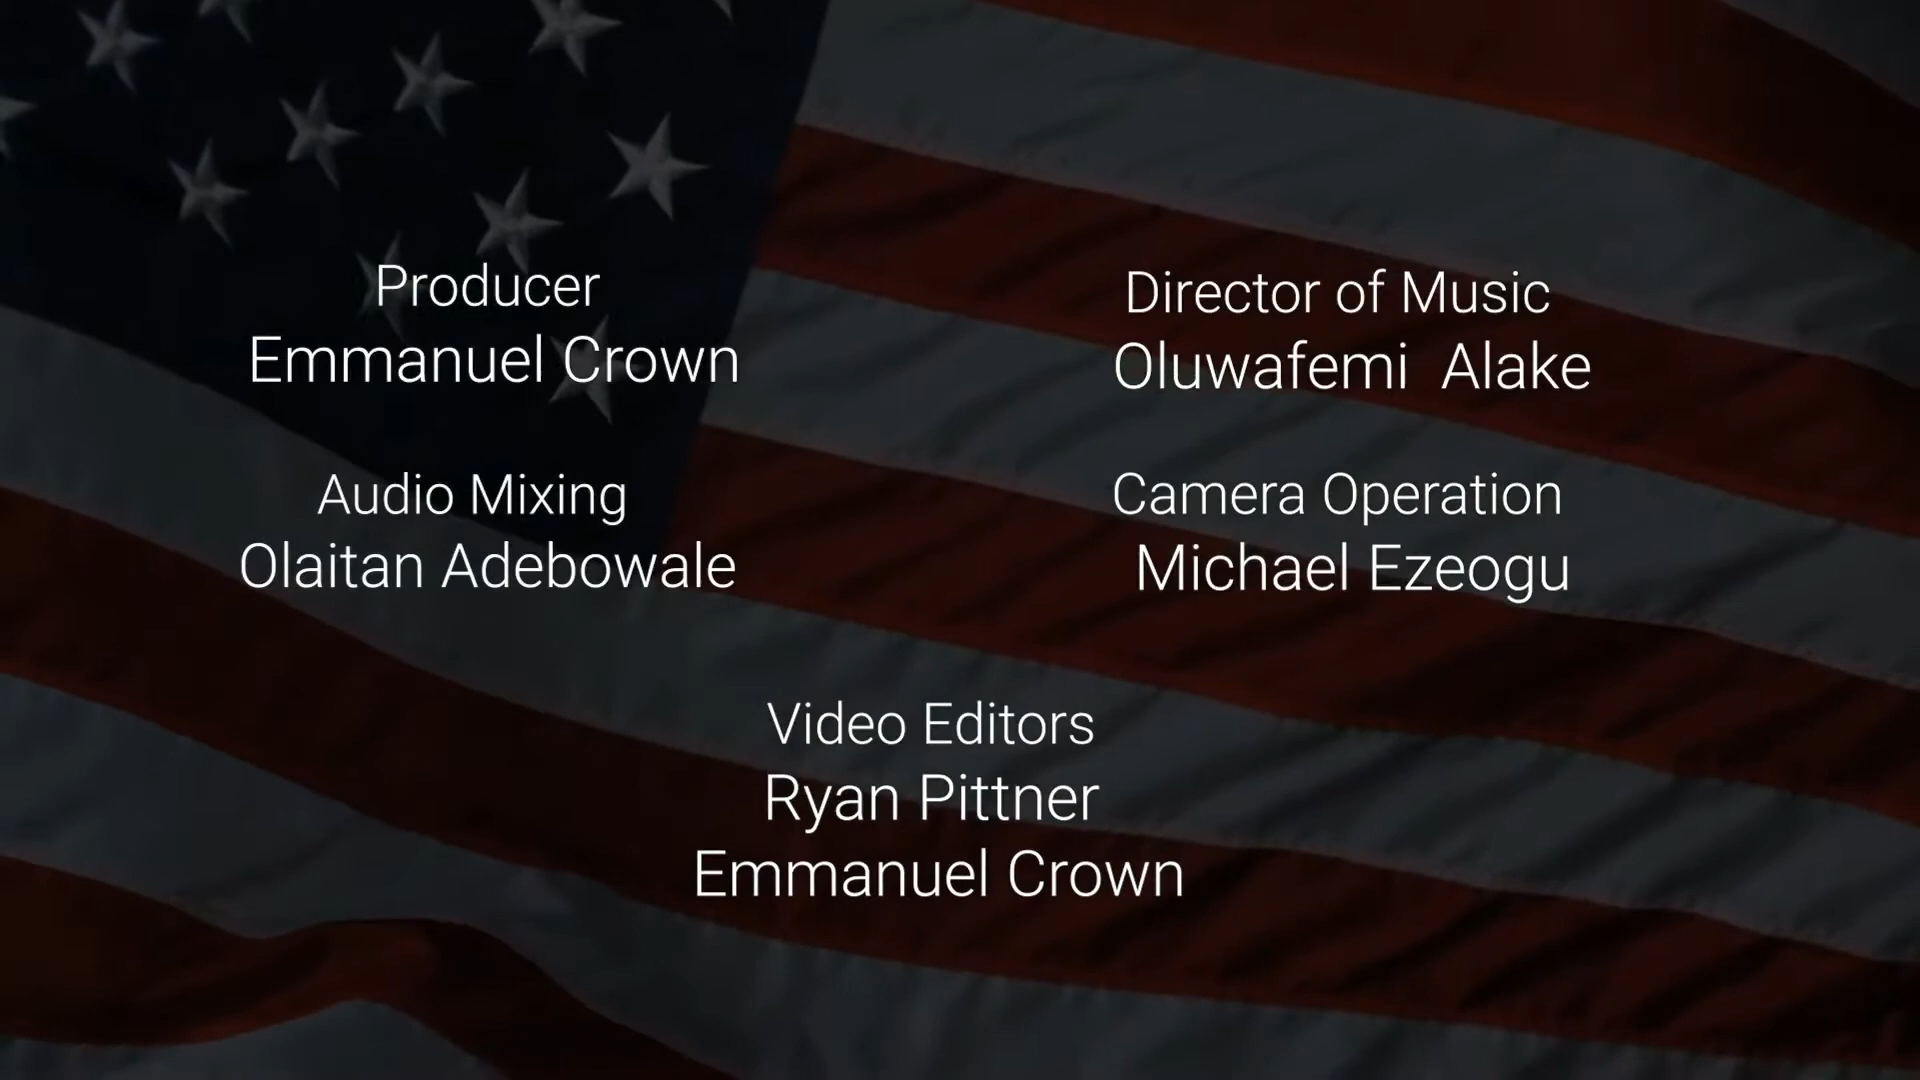 Producer
Emmanuel Crown
Director of Music
Oluwafemi Alake
Audio Mixing
Olaitan Adebowale
Camera Operation
Michael Ezeogu
Video Editors
Ryan Pittner
Emmanuel Crown